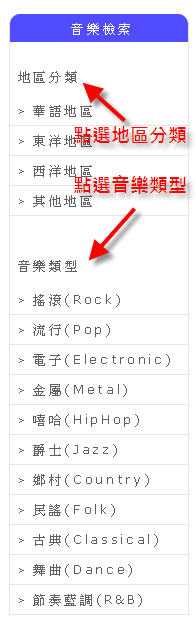 音樂檢索
地區分類
> 華語地區
點選地區分類
> 東洋地區
> 西洋地區
點選音樂類型
> 其他地區
音樂類型
> 搖滾(Rock)
> 流行(Pop)
> 電子(Electronic)
> 金屬(Metal)
> 嘻哈(HipHop)
> 爵士(Jazz)
> 鄉村(Country)
> 民謠(Folk)
> 古典(Classical)
> 舞曲(Dance)
> 節奏藍調(R&B)